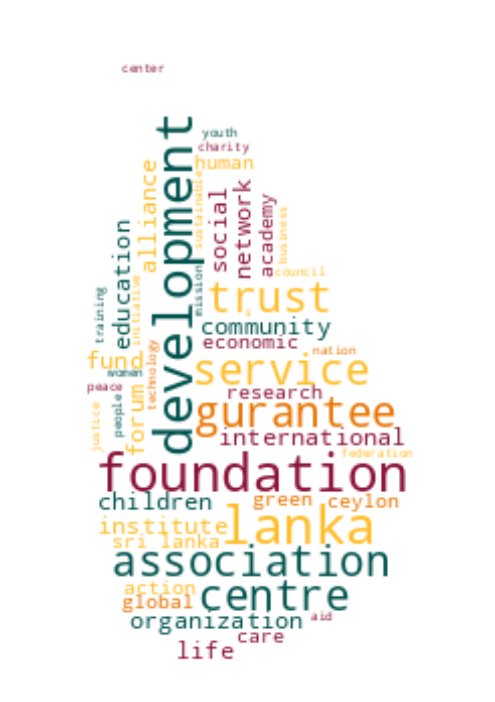 center
development
youth
charity
human
sustainable
alliance
social
network
academy
business
council
education
mission
initiative
training
trust
community
economic
nation
technology
fund
women
service
peace
research
people
forum
justice
gurantee
international
federation
foundation
children
green
ceylon
institute
lanka
sri lanka
association
action
global
centre
organization
aid
care
life